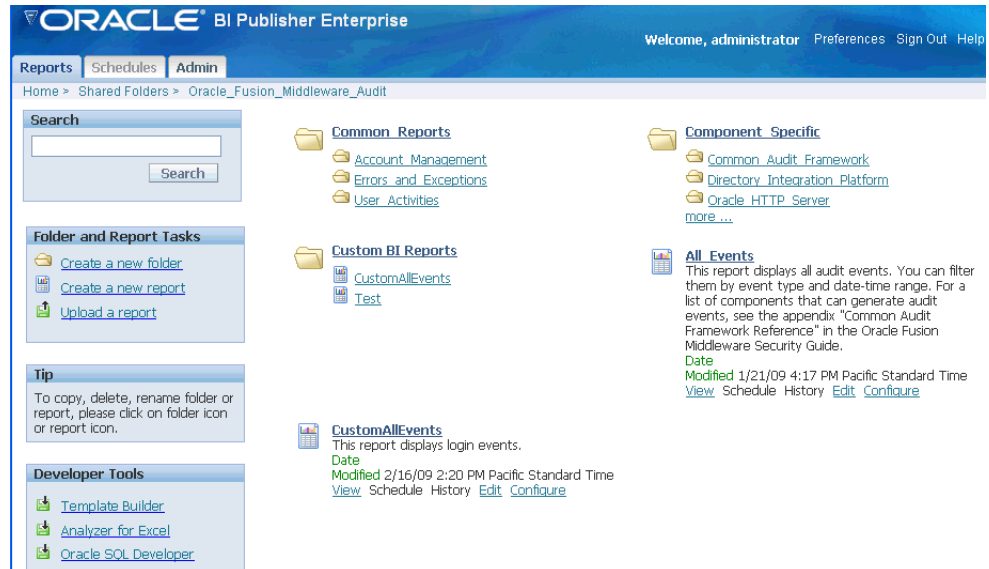 ORACLE® BI Publisher Enterprise
Welcome, administrator Preferences Sign Out Help
Reports Schedules Admin
Home > Shared Folders > Oracle_Fusion_Middleware_Audit
Search
Search
Folder and Report Tasks
Create a new folder
Create a new report
Upload a report
Tip
To copy, delete, rename folder or
report, please click on folder icon
or report icon.
Developer Tools
Template Builder
Analyzer for Excel
Oracle SQL Developer
Common_Reports
Account_Management
Errors_and_Exceptions
User_Activities
Component_Specific
Common_Audit_Framework
Directory_Integration_Platform
Oracle_HTTP_Server
more ...
Custom BI Reports
CustomAllEvents
Test
All_Events
This report displays all audit events. You can filter
them by event type and date-time range. For a
list of components that can generate audit
events, see the appendix "Common Audit
Framework Reference" in the Oracle Fusion
Middleware Security Guide.
Date
Modified 1/21/09 4:17 PM Pacific Standard Time
View Schedule History Edit Configure
CustomAllEvents
This report displays login events.
Date
Modified 2/16/09 2:20 PM Pacific Standard Time
View Schedule History Edit Configure